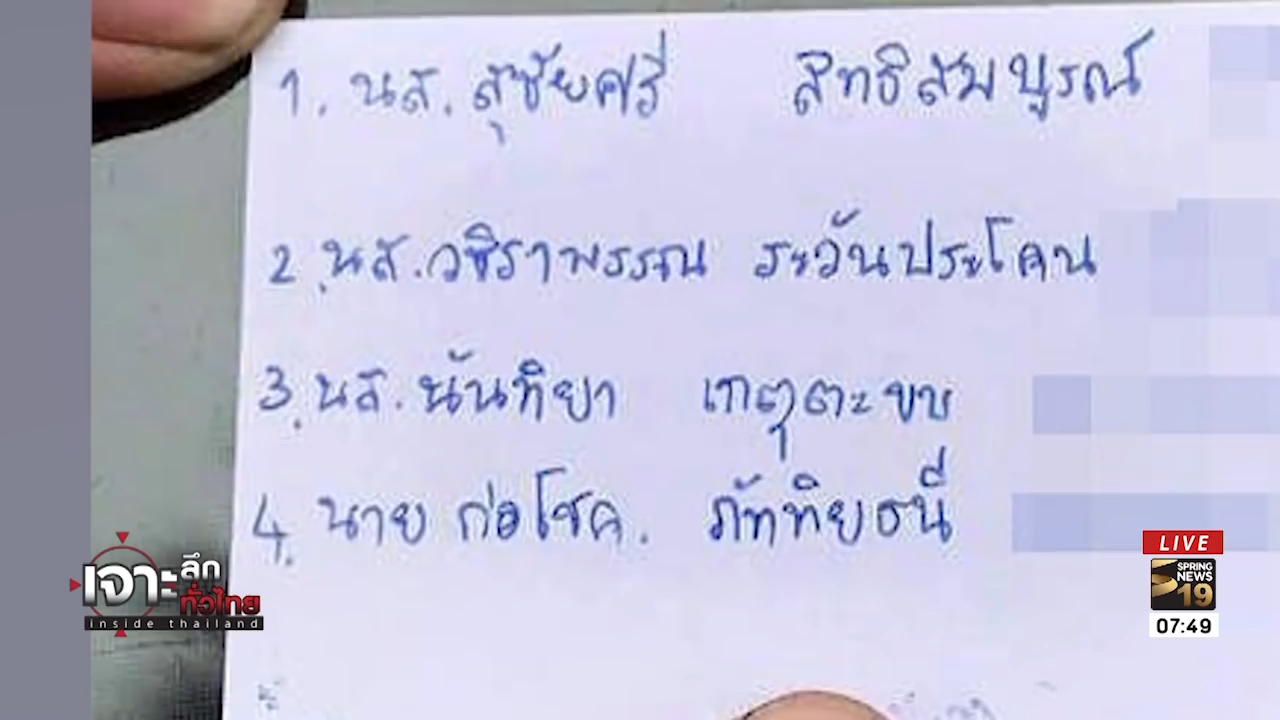 1. นส. สุชัยศรี สิทธิสมบูรณ์
2. นส. วชิราพรรณ ระวันประโคน
3. นส. นันทิยา เกตุตะขบ
4. นาย ก่อโชค. ภัททิยธนี
เจาะลึกทั่วไทย
inside thailand
LIVE
SPRING NEWS 19
07:49